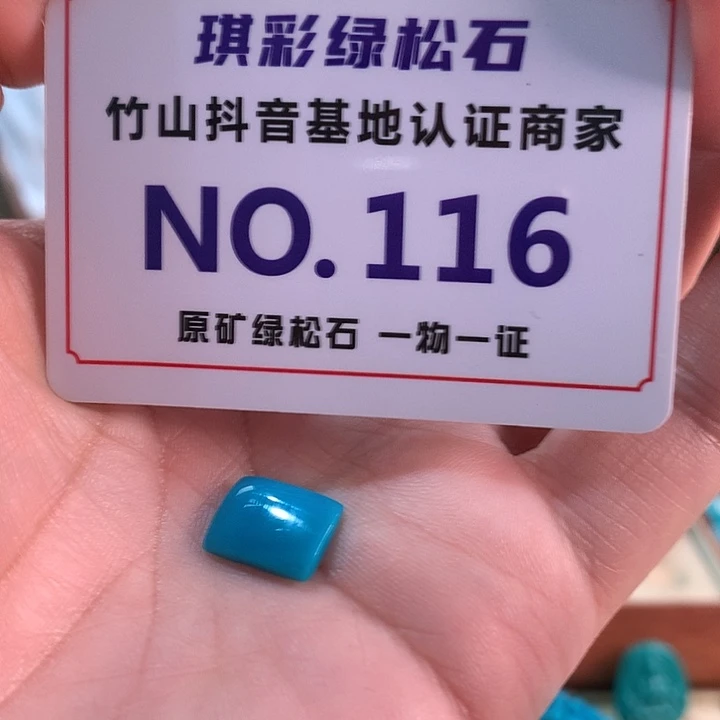 琪彩绿松石
竹山抖音基地认证商家
NO.116
原矿绿松石 一物一证